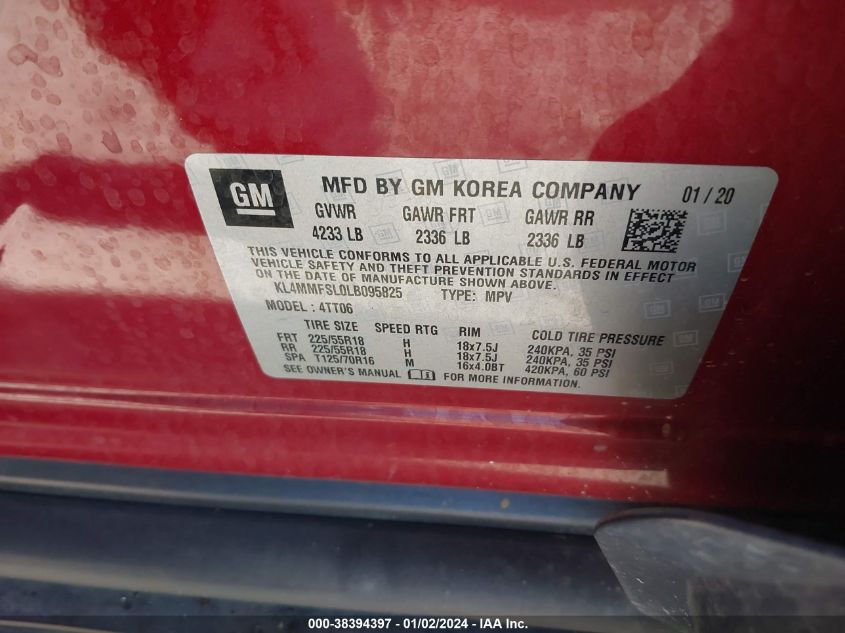 GM MFD BY GM KOREA COMPANY 01/20
GVWR GAWR FRT GAWR RR
4233 LB 2336 LB 2336 LB
THIS VEHICLE CONFORMS TO ALL APPLICABLE U.S. FEDERAL MOTOR
VEHICLE SAFETY AND THEFT PREVENTION STANDARDS IN EFFECT
ON THE DATE OF MANUFACTURE SHOWN ABOVE.
KL4MMFSL0LB095825 TYPE: MPV
MODEL: 4TT06
TIRE SIZE SPEED RTG RIM COLD TIRE PRESSURE
FRT 225/55R18 H 18x7.5J 240KPA, 35 PSI
RR 225/55R18 H 18x7.5J 240KPA, 35 PSI
SPA T125/70R16 M 16x4.0BT 420KPA, 60 PSI
SEE OWNER'S MANUAL FOR MORE INFORMATION.
000-38394397 - 01/02/2024 - IAA Inc.